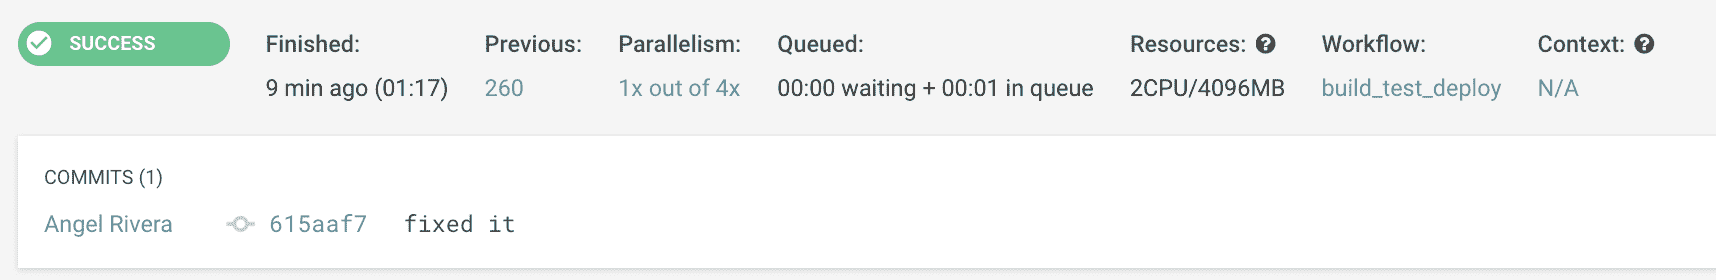 SUCCESS Finished: Previous: Parallelism: Queued: Resources: Workflow: Context:
9 min ago (01:17) 260 1x out of 4x 00:00 waiting + 00:01 in queue 2CPU/4096MB build_test_deploy N/A
COMMITS (1)
Angel Rivera 615aaf7 fixed it